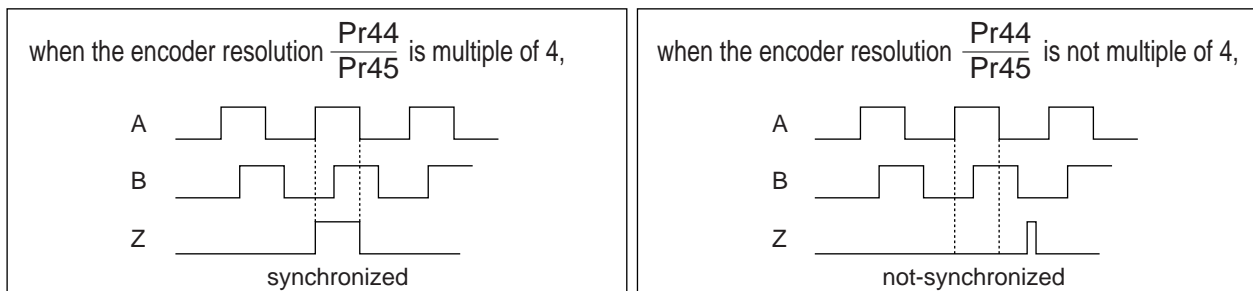 when the encoder resolution Pr44/Pr45 is multiple of 4,
A
B
Z
synchronized
when the encoder resolution Pr44/Pr45 is not multiple of 4,
A
B
Z
not-synchronized